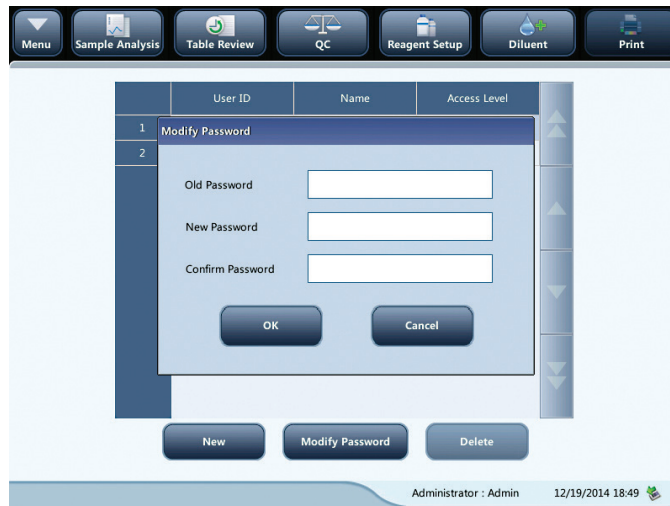 Menu Sample Analysis Table Review QC Reagent Setup Diluent Print
User ID Name Access Level
1
Modify Password
2
Old Password
New Password
Confirm Password
OK Cancel
New Modify Password Delete
Administrator : Admin 12/19/2014 18:49